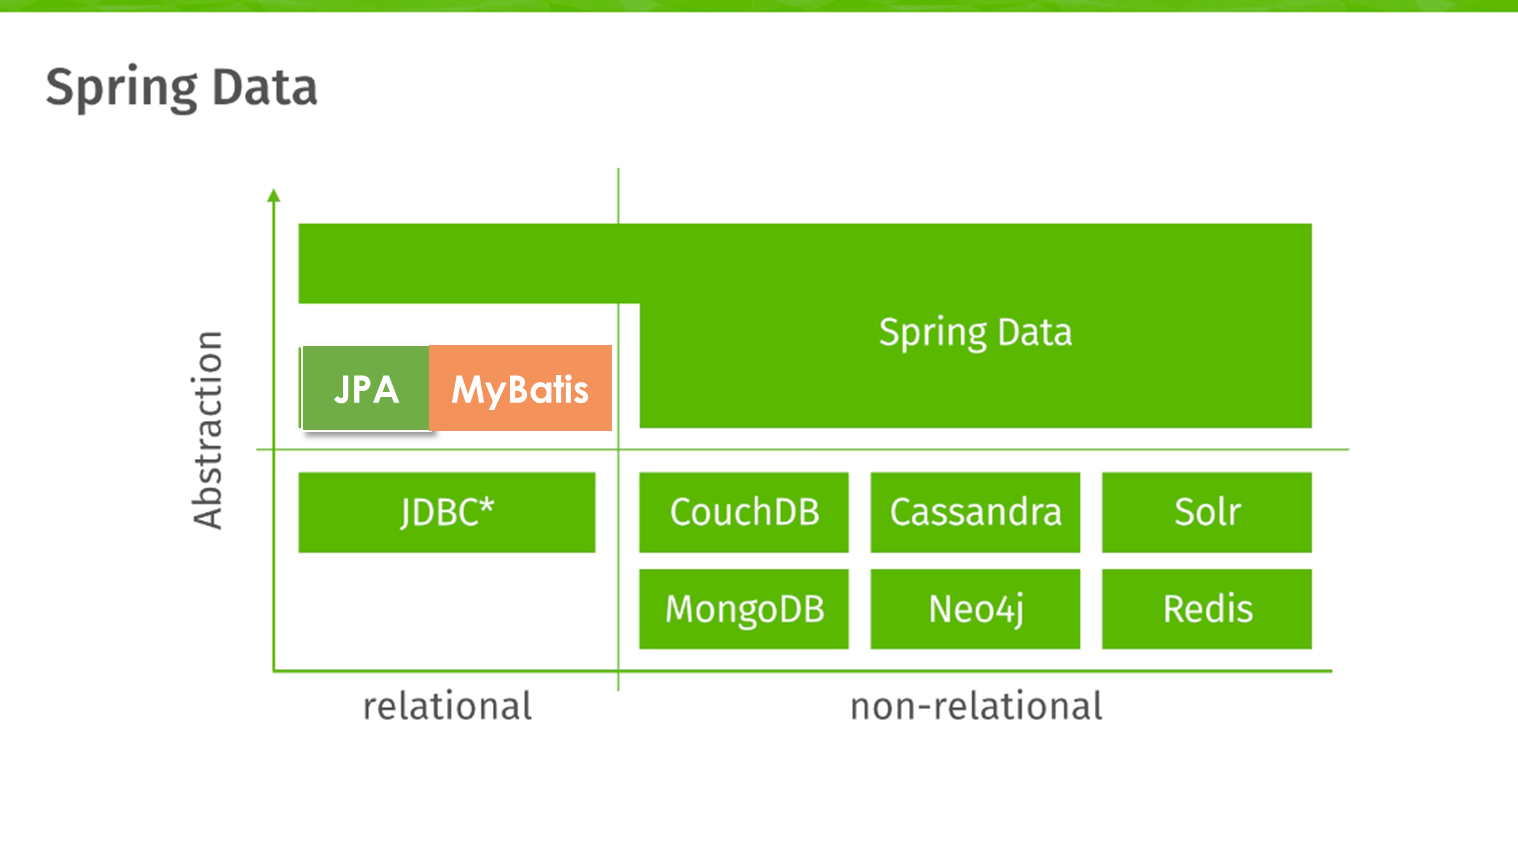 Spring Data
Abstraction
Spring Data
JPA
MyBatis
JDBC*
CouchDB
Cassandra
Solr
MongoDB
Neo4j
Redis
relational
non-relational